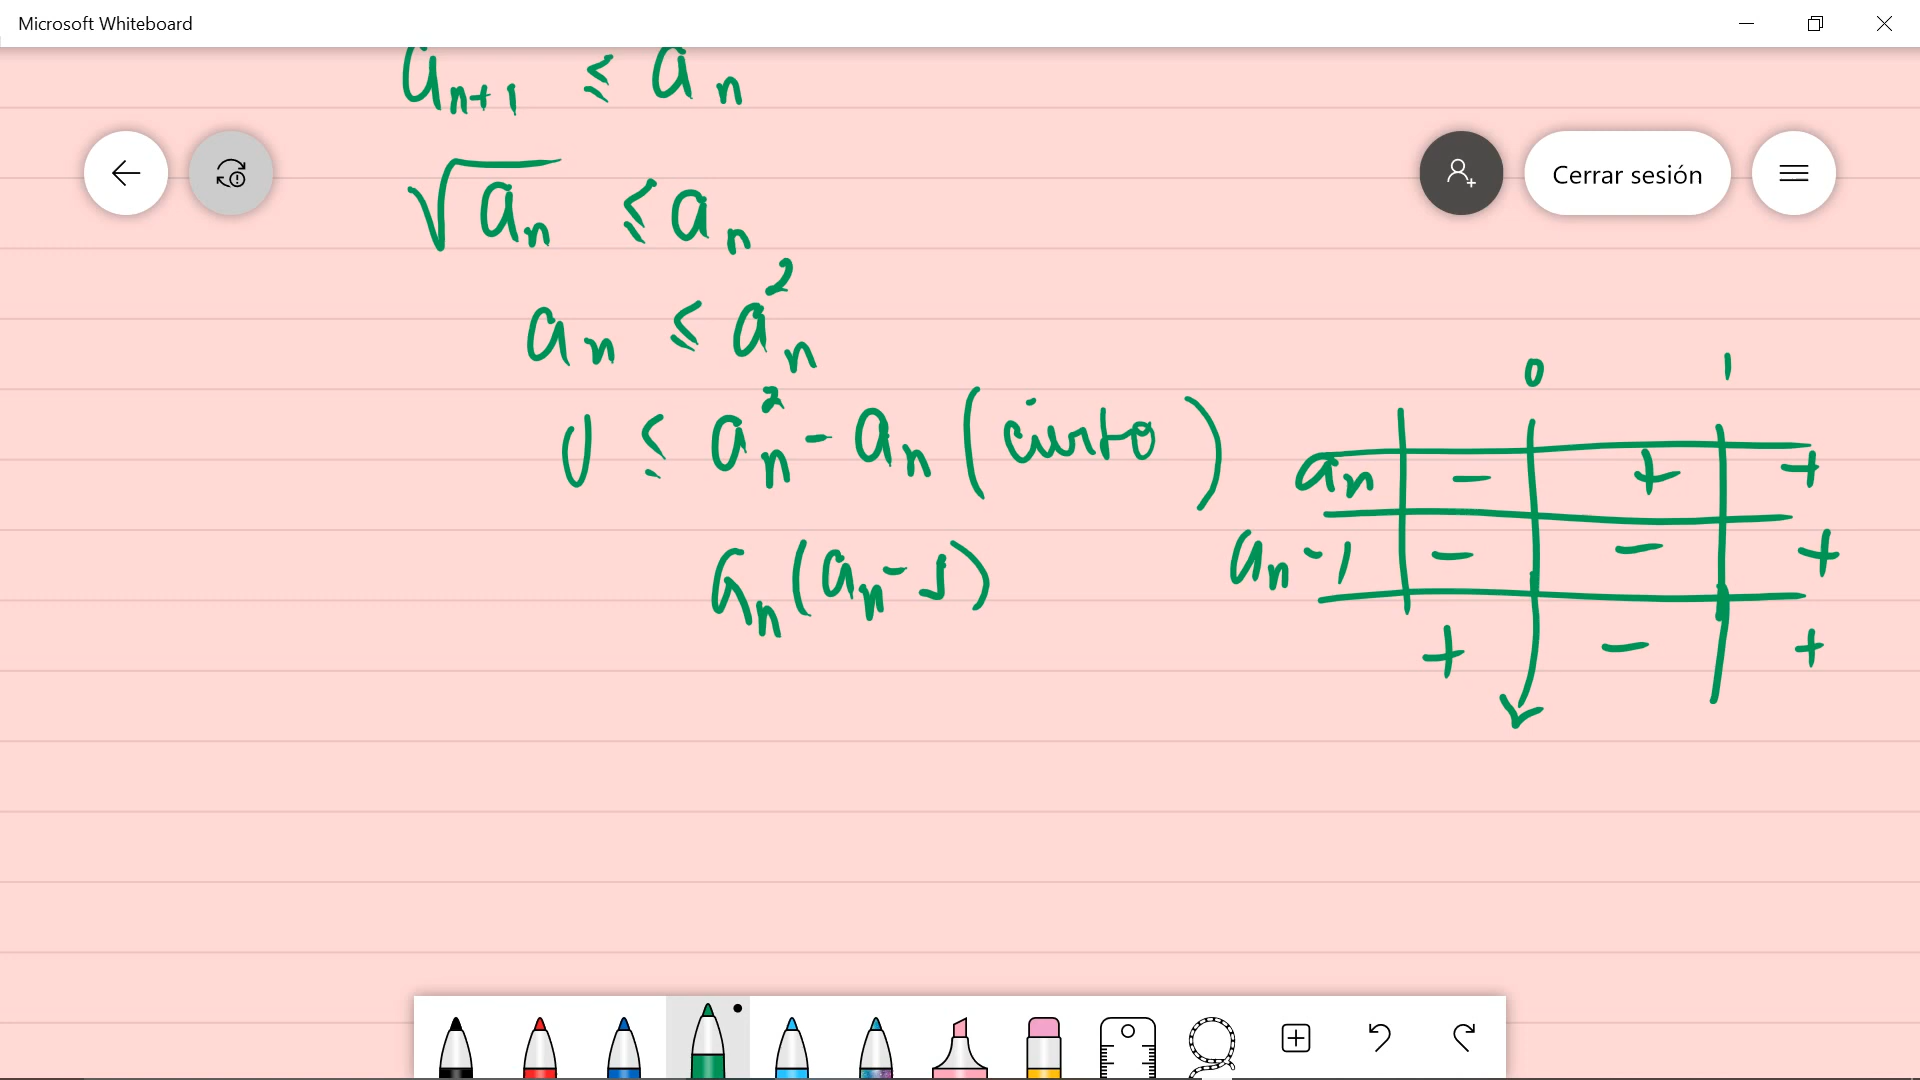 Microsoft Whiteboard
aₙ₊₁ ≤ aₙ
Cerrar sesión
√aₙ ≤ aₙ
aₙ ≤ aₙ²
0 ≤ aₙ² - aₙ (cierto)
aₙ(aₙ - 1)
0 1
aₙ - + +
aₙ - 1 - - +
+ - +